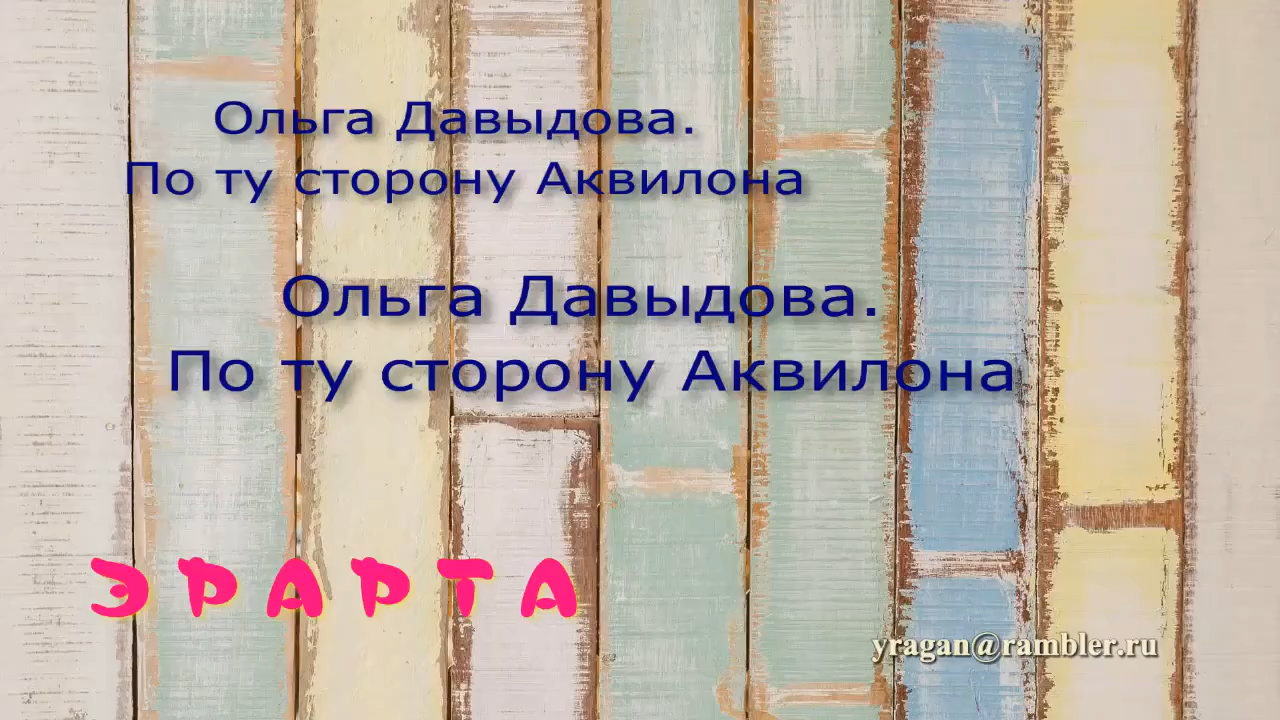 Ольга Давыдова.
По ту сторону Аквилона
Ольга Давыдова.
По ту сторону Аквилона
ЭРАРТА
yragan@rambler.ru